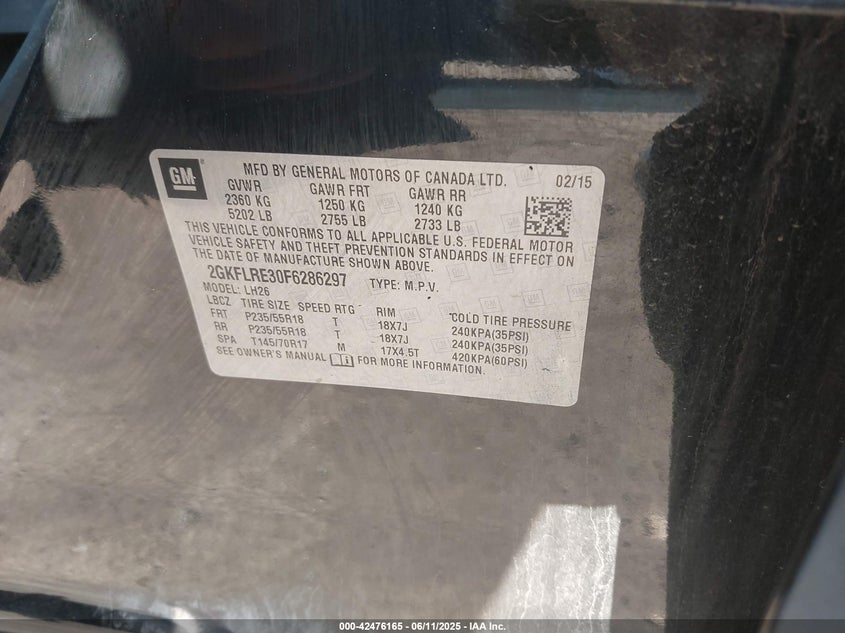 GM
MFD BY GENERAL MOTORS OF CANADA LTD. 02/15
GVWR GAWR FRT GAWR RR
2360 KG 1250 KG 1240 KG
5202 LB 2755 LB 2733 LB
THIS VEHICLE CONFORMS TO ALL APPLICABLE U.S. FEDERAL MOTOR
VEHICLE SAFETY AND THEFT PREVENTION STANDARDS IN EFFECT ON
THE DATE OF MANUFACTURE SHOWN ABOVE.
2GKFLRE30F6286297 TYPE: M.P.V.
MODEL: LH26
LBCZ TIRE SIZE SPEED RTG RIM COLD TIRE PRESSURE
FRT P235/55R18 T 18X7J 240KPA(35PSI)
RR P235/55R18 T 18X7J 240KPA(35PSI)
SPA T145/70R17 M 17X4.5T 420KPA(60PSI)
SEE OWNER'S MANUAL FOR MORE INFORMATION.
000-42476165 - 06/11/2025 - IAA Inc.